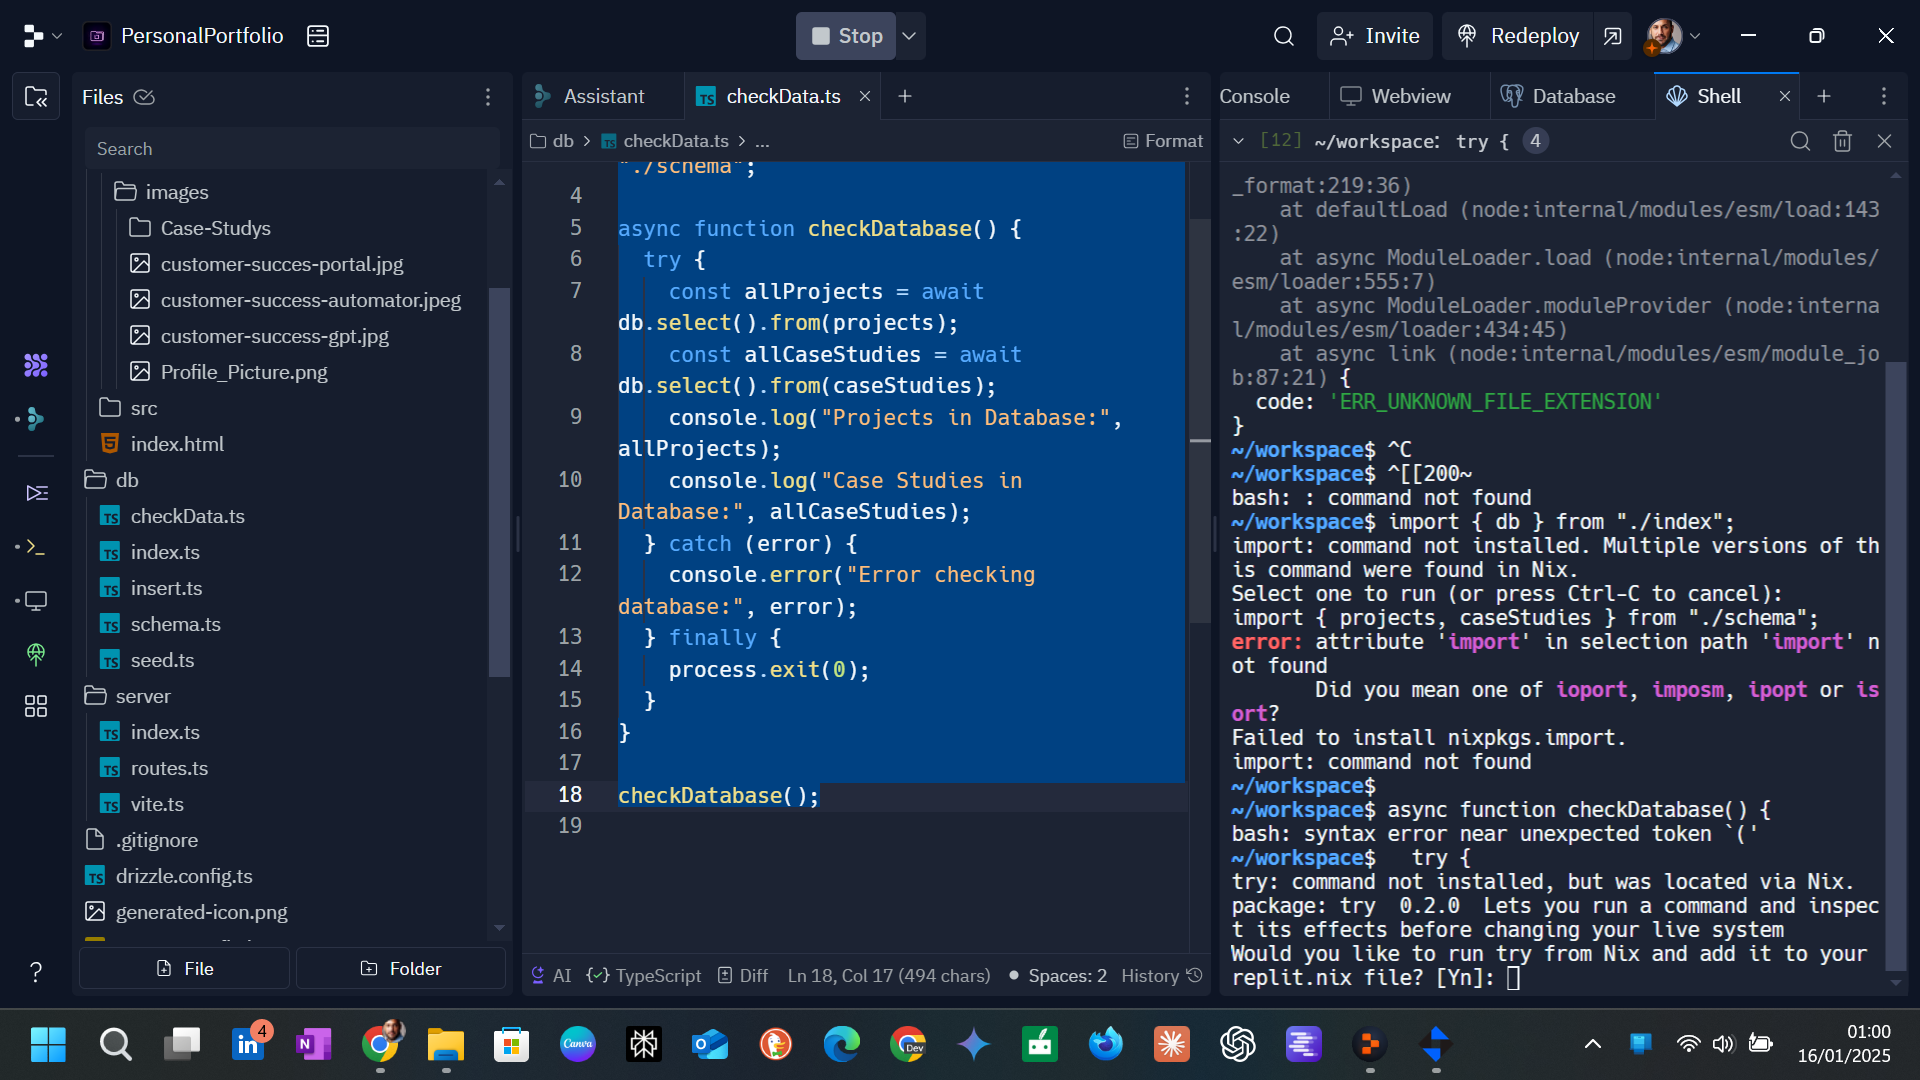 PersonalPortfolio
Stop
Invite
Redeploy
Files
Search
images
Case-Studys
customer-succes-portal.jpg
customer-success-automator.jpeg
customer-success-gpt.jpg
Profile_Picture.png
src
index.html
db
checkData.ts
index.ts
insert.ts
schema.ts
seed.ts
server
index.ts
routes.ts
vite.ts
.gitignore
drizzle.config.ts
generated-icon.png
File
Folder
Assistant
checkData.ts
db > checkData.ts > ...
Format
"./schema";
4
5 async function checkDatabase() {
6 try {
7 const allProjects = await
db.select().from(projects);
8 const allCaseStudies = await
db.select().from(caseStudies);
9 console.log("Projects in Database:",
allProjects);
10 console.log("Case Studies in
Database:", allCaseStudies);
11 } catch (error) {
12 console.error("Error checking
database:", error);
13 } finally {
14 process.exit(0);
15 }
16 }
17
18 checkDatabase();
19
AI {✓} TypeScript Diff Ln 18, Col 17 (494 chars) Spaces: 2 History
Console
Webview
Database
Shell
[12] ~/workspace: try { 4
_format:219:36)
at defaultLoad (node:internal/modules/esm/load:143
:22)
at async ModuleLoader.load (node:internal/modules/
esm/loader:555:7)
at async ModuleLoader.moduleProvider (node:interna
l/modules/esm/loader:434:45)
at async link (node:internal/modules/esm/module_jo
b:87:21) {
code: 'ERR_UNKNOWN_FILE_EXTENSION'
}
~/workspace$ ^C
~/workspace$ ^[[200~
bash: : command not found
~/workspace$ import { db } from "./index";
import: command not installed. Multiple versions of th
is command were found in Nix.
Select one to run (or press Ctrl-C to cancel):
import { projects, caseStudies } from "./schema";
error: attribute 'import' in selection path 'import' n
ot found
Did you mean one of ioport, imposm, ipopt or is
ort?
Failed to install nixpkgs.import.
import: command not found
~/workspace$
~/workspace$ async function checkDatabase() {
bash: syntax error near unexpected token `('
~/workspace$ try {
try: command not installed, but was located via Nix.
package: try 0.2.0 Lets you run a command and inspec
t its effects before changing your live system
Would you like to run try from Nix and add it to your
replit.nix file? [Yn]:
?
4
Canva
Dev
01:00
16/01/2025